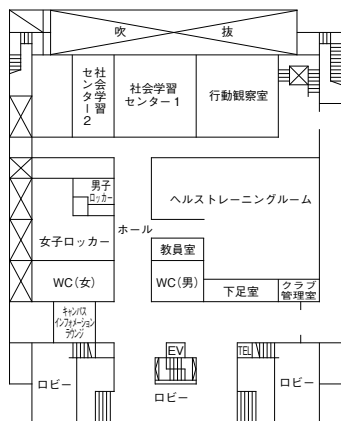 吹　抜
社会学習
センター2
社会学習
センター1
行動観察室
男子
ロッカー
ヘルストレーニングルーム
ホール
女子ロッカー
教員室
WC(女)
WC(男)
下足室
クラブ
管理室
キャンパス
インフォメーション
ラウンジ
EV
TEL
ロビー
ロビー
ロビー